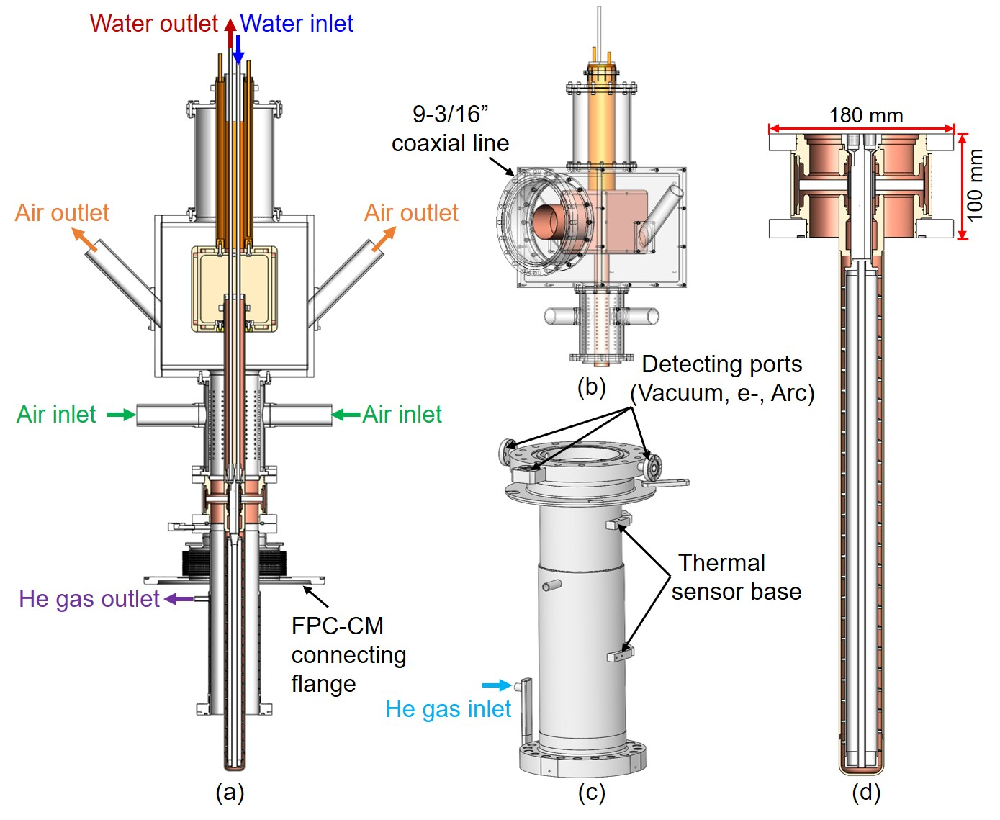 Water outlet
Water inlet
9-3/16”
coaxial line
180 mm
100 mm
Air outlet
Air outlet
Detecting ports
(b)
(Vacuum, e-, Arc)
Air inlet
Air inlet
Thermal
sensor base
He gas outlet
FPC-CM
connecting
flange
He gas inlet
(a)
(c)
(d)